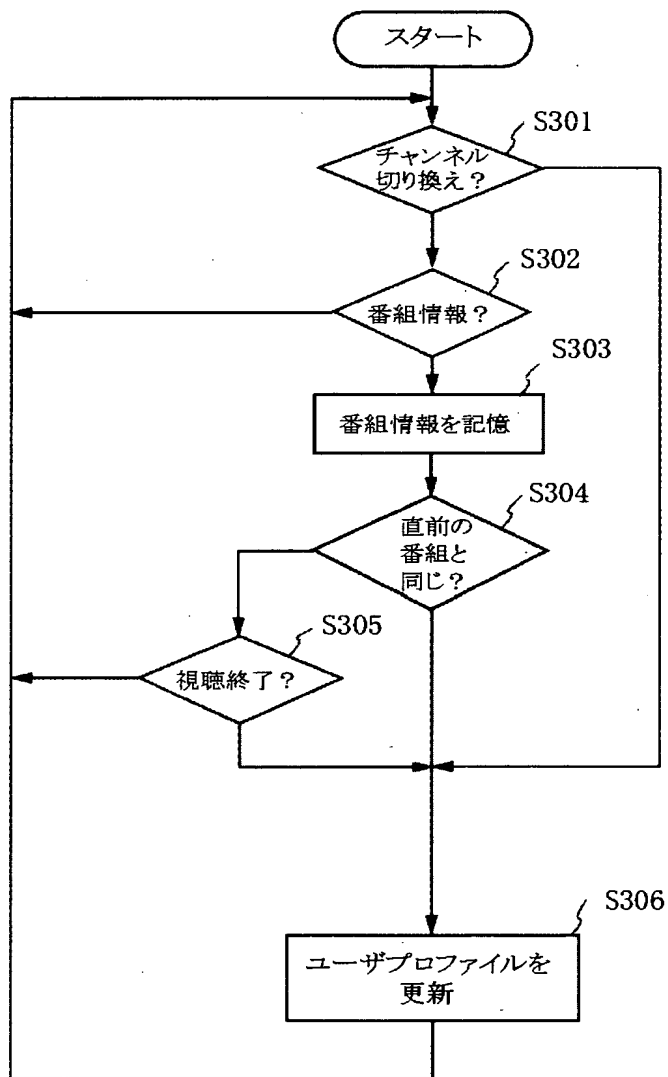 スタート
S301
チャンネル
切り換え？
S302
番組情報？
S303
番組情報を記憶
S304
直前の
番組と
同じ？
S305
視聴終了？
S306
ユーザプロファイルを
更新